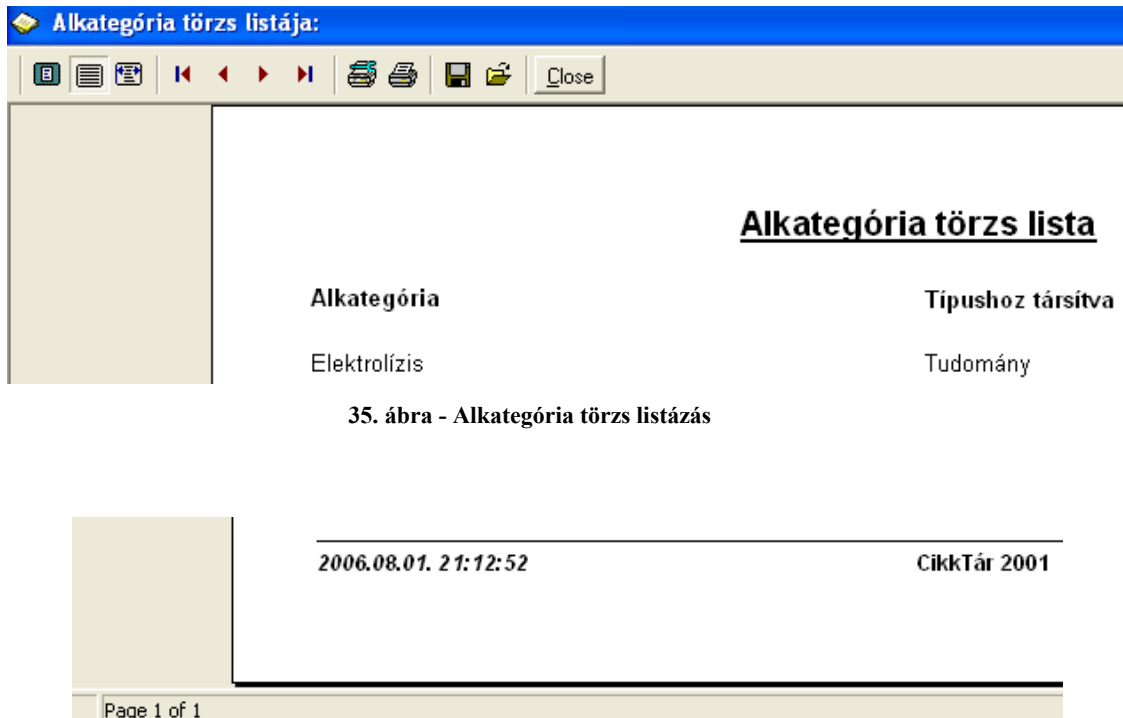 Alkategória törzs listája:
Close
Alkategória törzs lista
Alkategória Típushoz társítva
Elektrolízis Tudomány
35. ábra - Alkategória törzs listázás
2006.08.01. 21:12:52 CikkTár 2001
Page 1 of 1